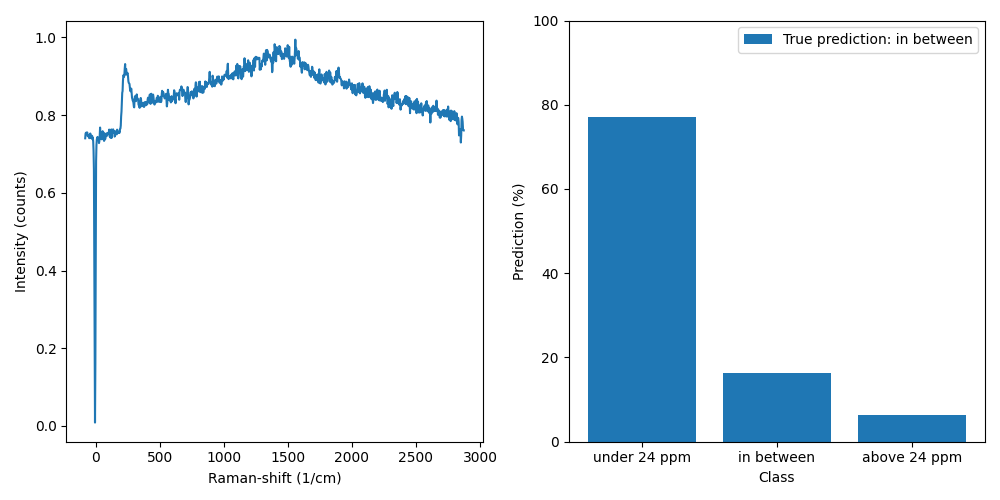 1.0
0.8
0.6
0.4
0.2
0.0
Intensity (counts)
0 500 1000 1500 2000 2500 3000
Raman-shift (1/cm)
100
80
60
40
20
0
Prediction (%)
True prediction: in between
under 24 ppm in between above 24 ppm
Class